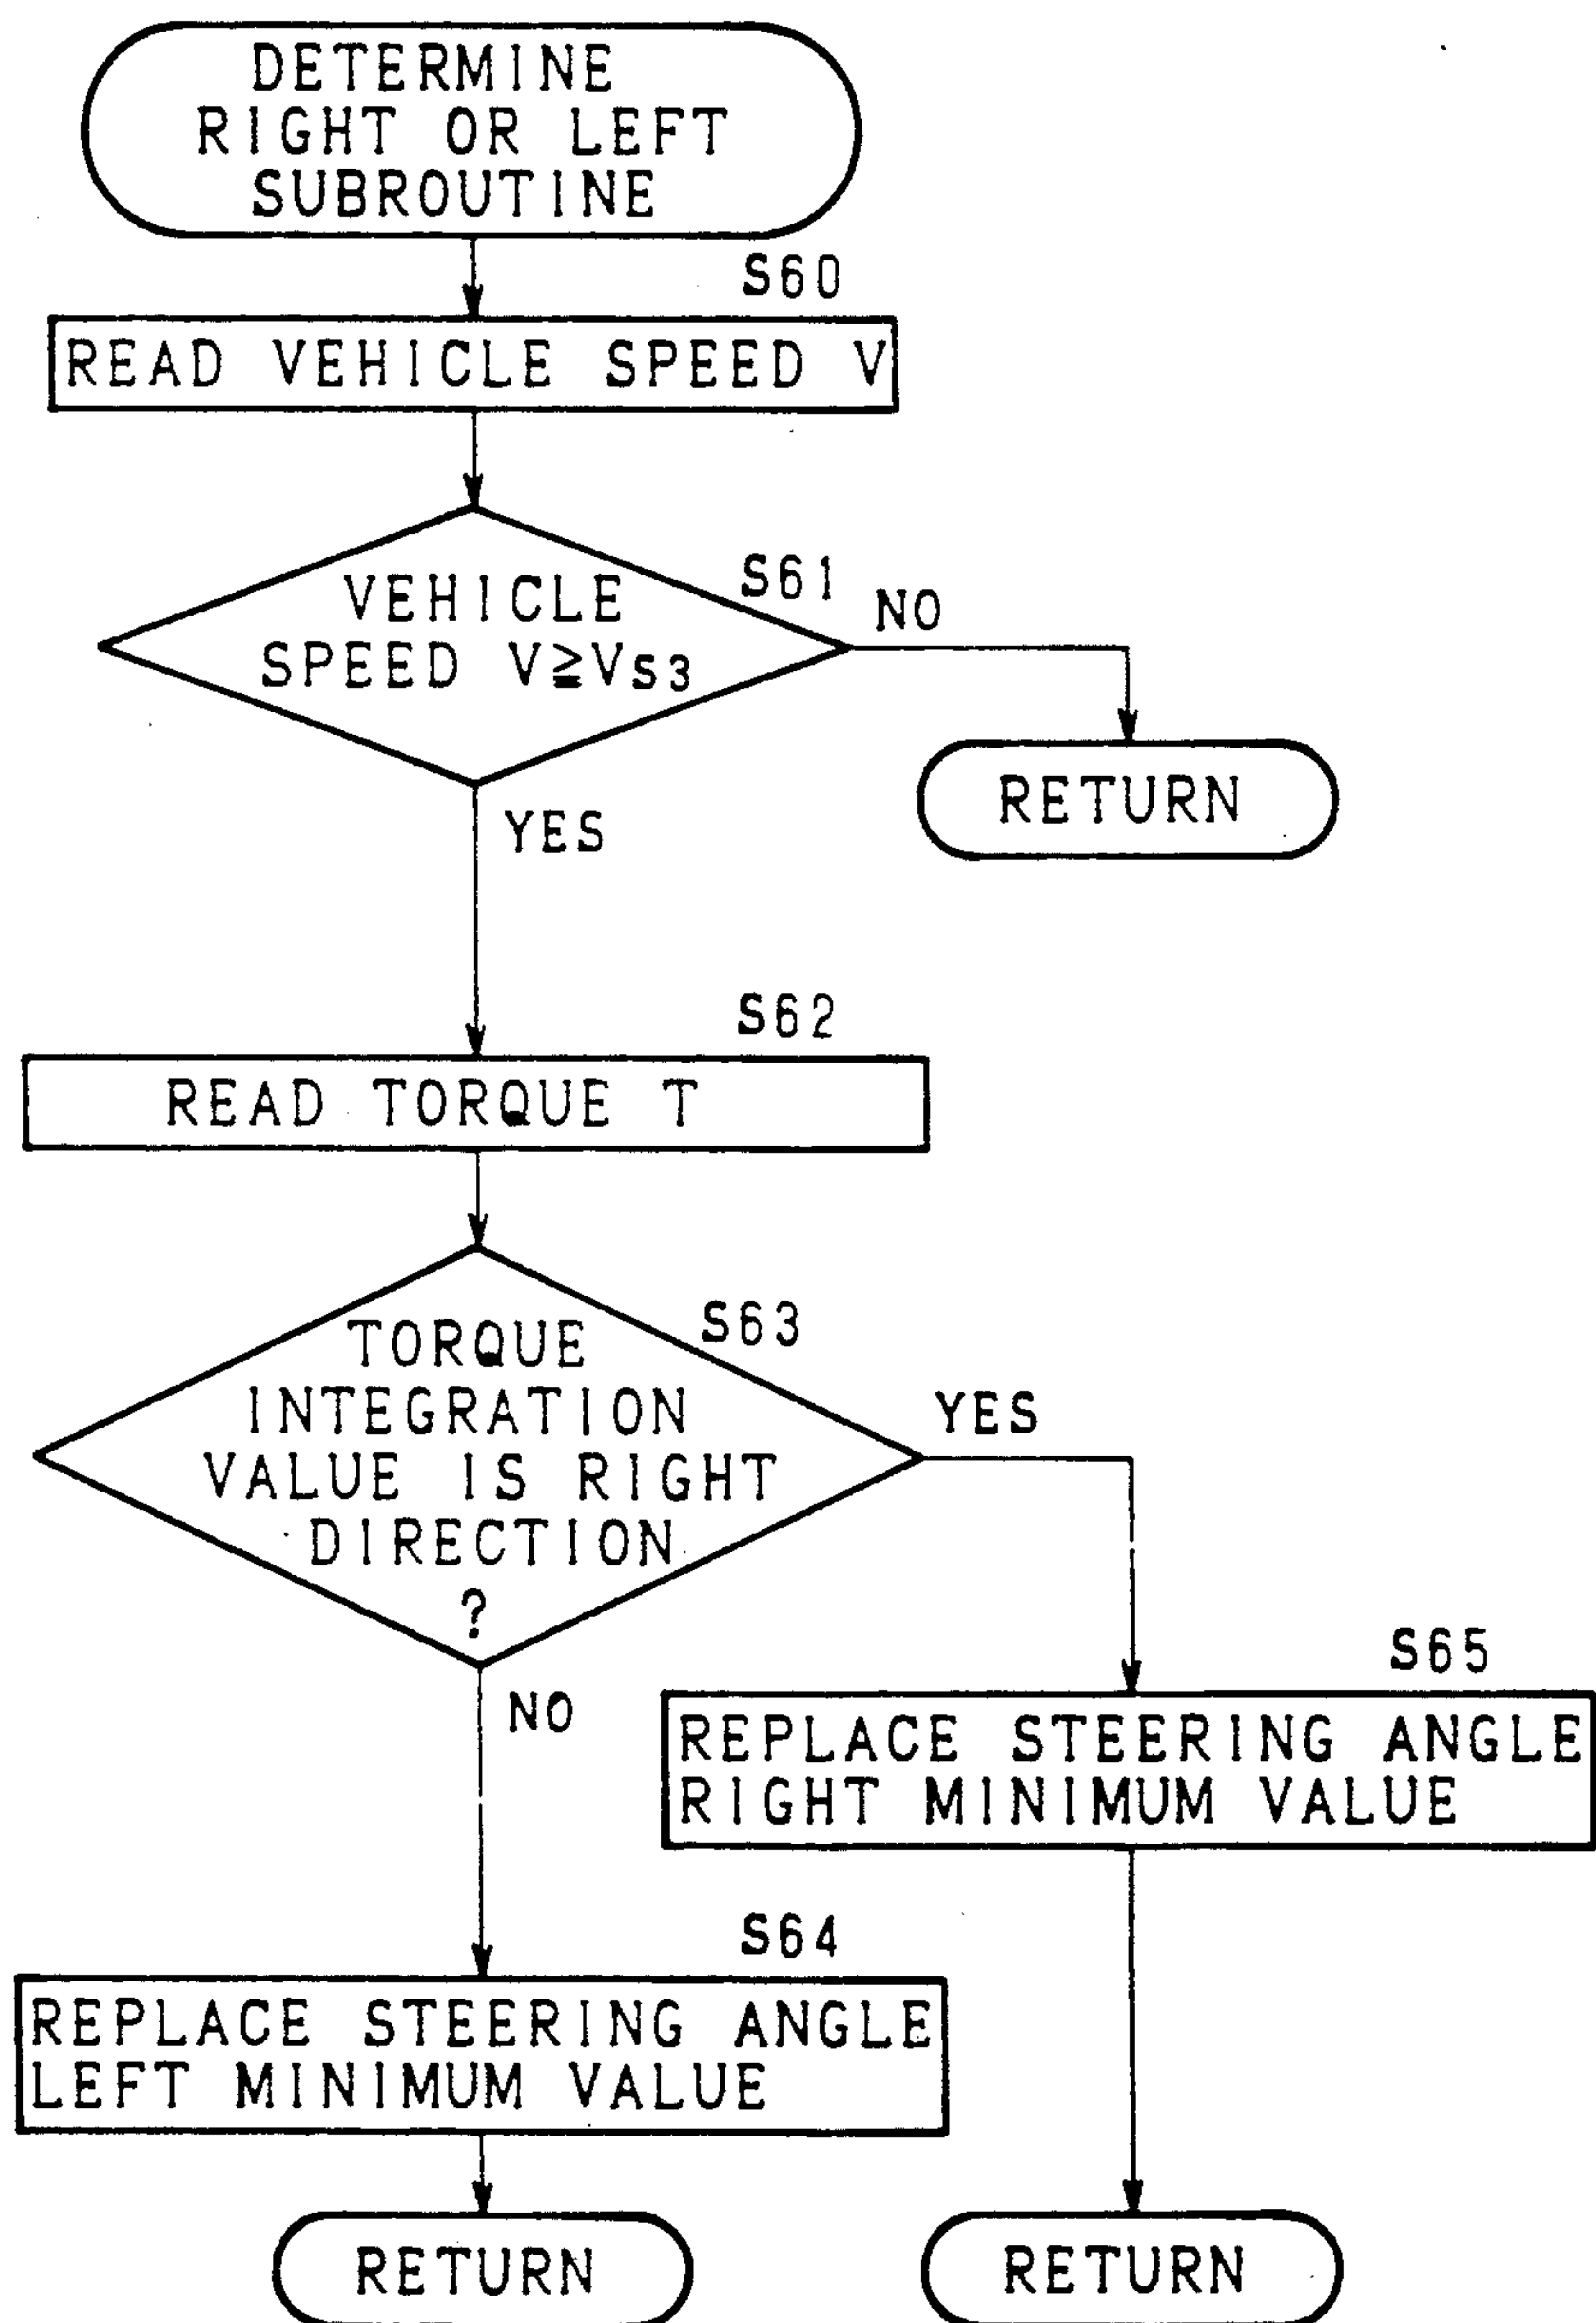 DETERMINE
RIGHT OR LEFT
SUBROUTINE
S60
READ VEHICLE SPEED V
S61
VEHICLE
SPEED V≧VS3
NO
RETURN
YES
S62
READ TORQUE T
S63
TORQUE
INTEGRATION
VALUE IS RIGHT
DIRECTION
?
YES
NO
S65
REPLACE STEERING ANGLE
RIGHT MINIMUM VALUE
S64
REPLACE STEERING ANGLE
LEFT MINIMUM VALUE
RETURN
RETURN